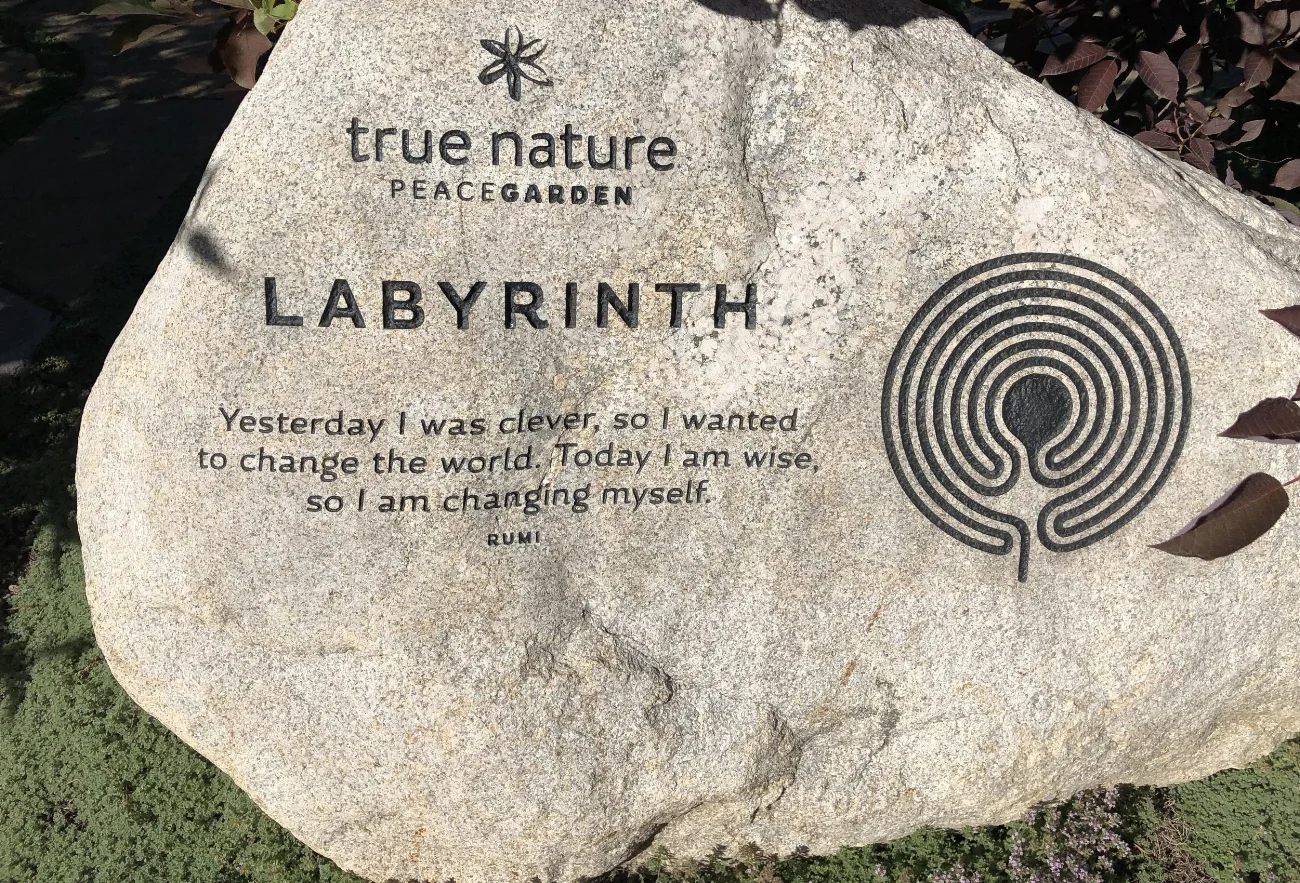 true nature
PEACEGARDEN
LABYRINTH
Yesterday I was clever, so I wanted
to change the world. Today I am wise,
so I am changing myself.
RUMI